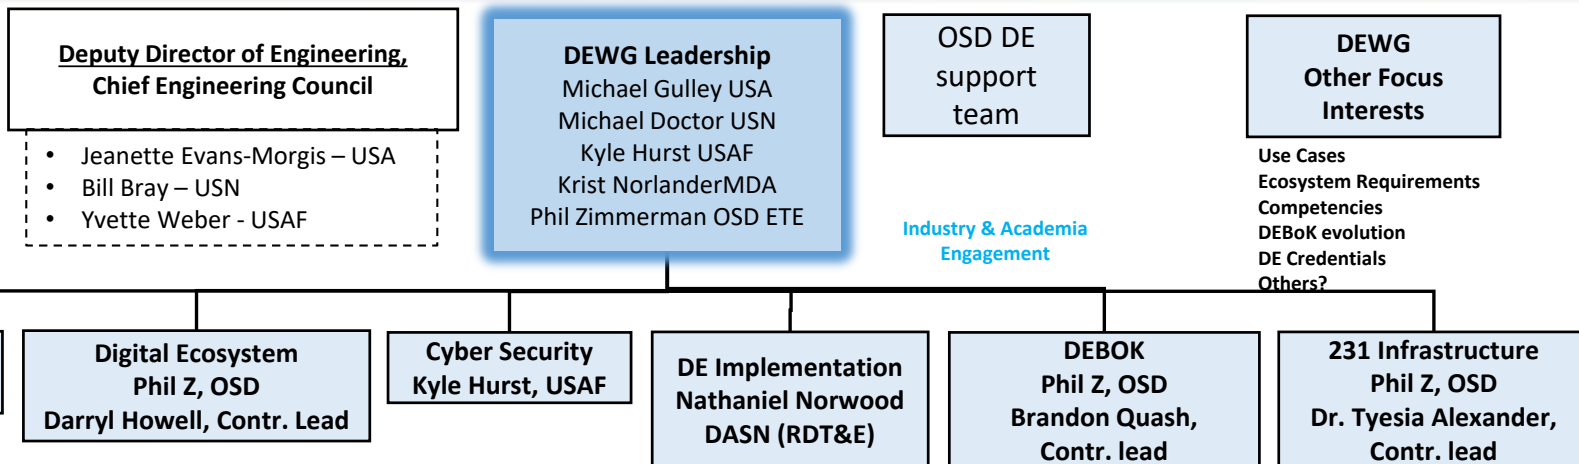 Deputy Director of Engineering,
Chief Engineering Council
• Jeanette Evans-Morgis – USA
• Bill Bray – USN
• Yvette Weber - USAF
DEWG Leadership
Michael Gulley USA
Michael Doctor USN
Kyle Hurst USAF
Krist NorlanderMDA
Phil Zimmerman OSD ETE
OSD DE
support
team
Industry & Academia
Engagement
DEWG
Other Focus
Interests
Use Cases
Ecosystem Requirements
Competencies
DEBoK evolution
DE Credentials
Others?
Digital Ecosystem
Phil Z, OSD
Darryl Howell, Contr. Lead
Cyber Security
Kyle Hurst, USAF
DE Implementation
Nathaniel Norwood
DASN (RDT&E)
DEBOK
Phil Z, OSD
Brandon Quash,
Contr. lead
231 Infrastructure
Phil Z, OSD
Dr. Tyesia Alexander,
Contr. lead